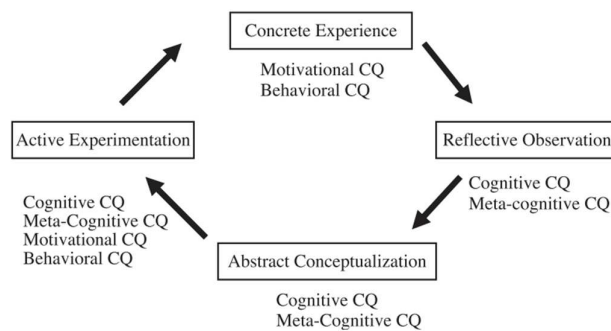 Concrete Experience
Motivational CQ
Behavioral CQ
Active Experimentation
Reflective Observation
Cognitive CQ
Meta-Cognitive CQ
Motivational CQ
Behavioral CQ
Cognitive CQ
Meta-cognitive CQ
Abstract Conceptualization
Cognitive CQ
Meta-Cognitive CQ